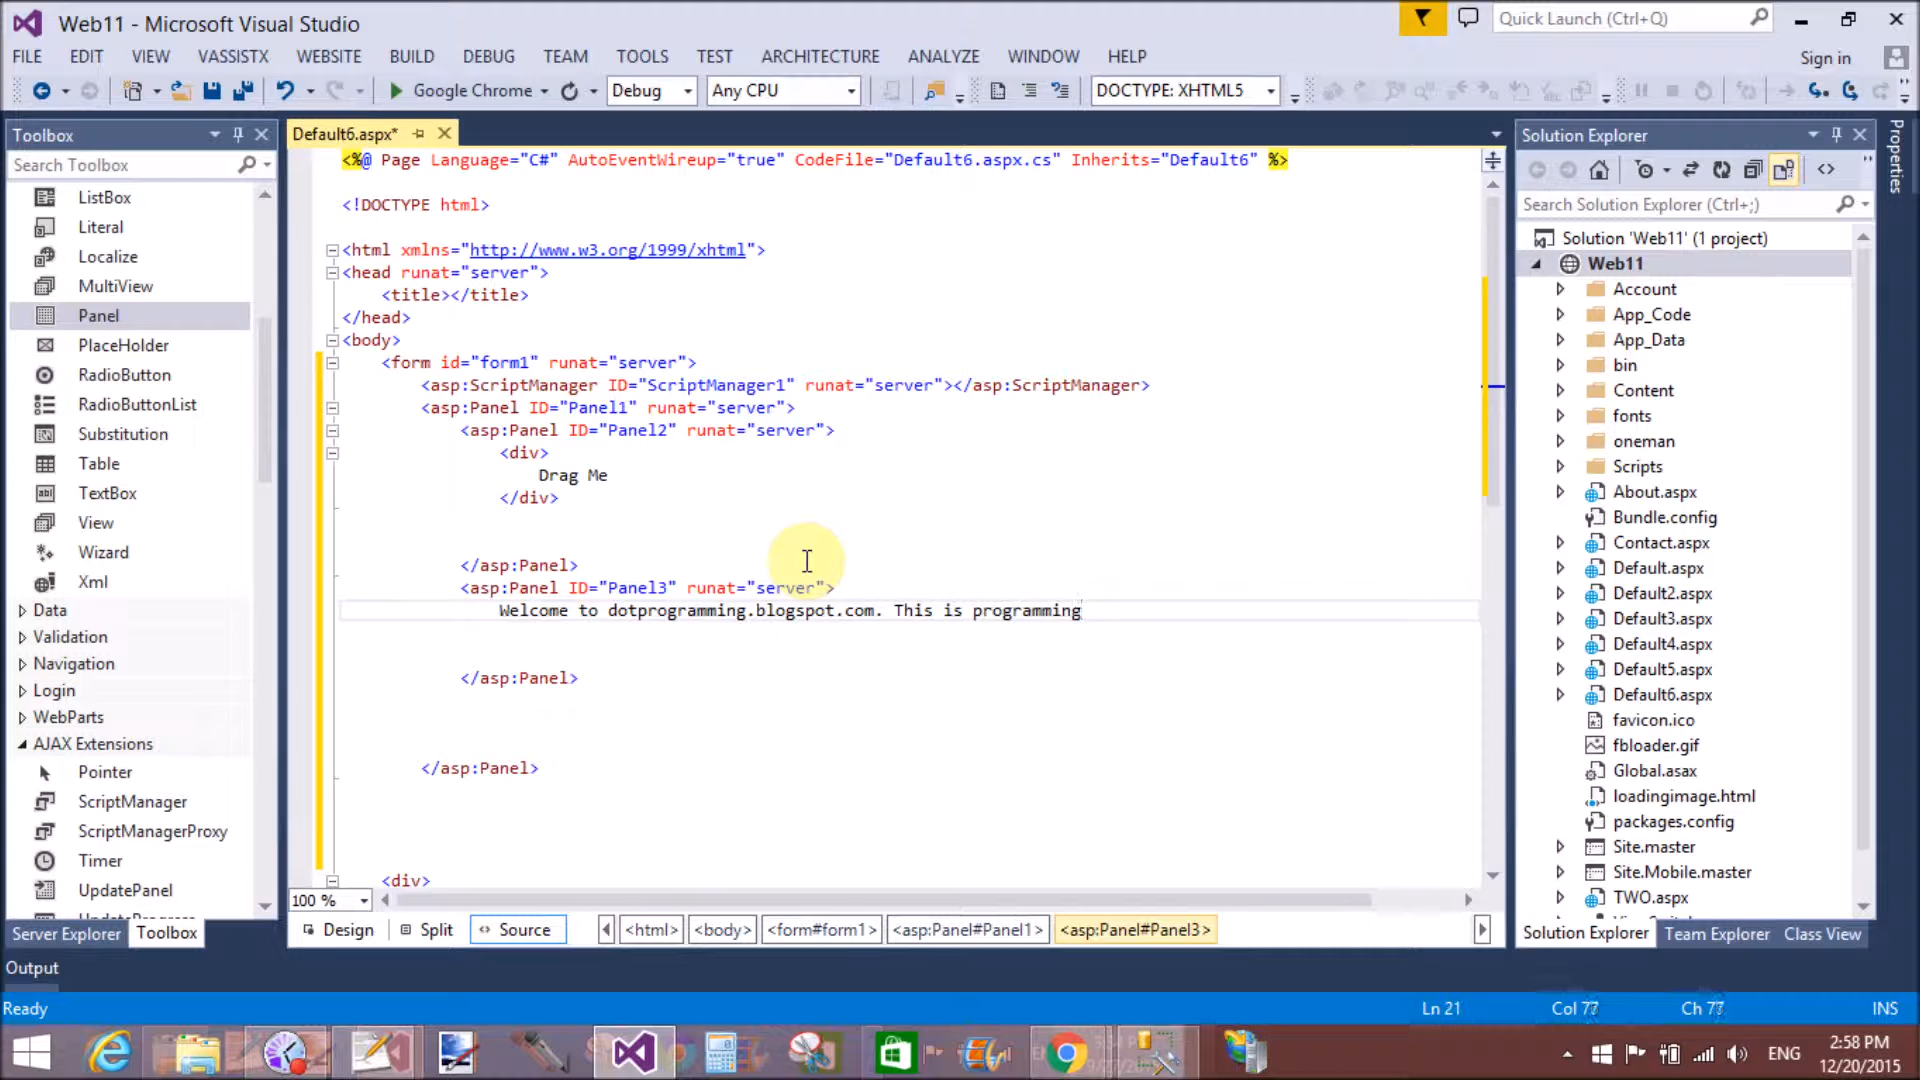 Web11 - Microsoft Visual Studio
Quick Launch (Ctrl+Q)
FILE EDIT VIEW VASSISTX WEBSITE BUILD DEBUG TEAM TOOLS TEST ARCHITECTURE ANALYZE WINDOW HELP
Sign in
Google Chrome Debug Any CPU DOCTYPE: XHTML5
Toolbox
Search Toolbox
ListBox
Literal
Localize
MultiView
Panel
PlaceHolder
RadioButton
RadioButtonList
Substitution
Table
TextBox
View
Wizard
Xml
Data
Validation
Navigation
Login
WebParts
AJAX Extensions
Pointer
ScriptManager
ScriptManagerProxy
Timer
UpdatePanel
Server Explorer Toolbox
Default6.aspx*
<%@ Page Language="C#" AutoEventWireup="true" CodeFile="Default6.aspx.cs" Inherits="Default6" %>
<!DOCTYPE html>
<html xmlns="http://www.w3.org/1999/xhtml">
<head runat="server">
<title></title>
</head>
<body>
<form id="form1" runat="server">
<asp:ScriptManager ID="ScriptManager1" runat="server"></asp:ScriptManager>
<asp:Panel ID="Panel1" runat="server">
<asp:Panel ID="Panel2" runat="server">
<div>
Drag Me
</div>
</asp:Panel>
<asp:Panel ID="Panel3" runat="server">
Welcome to dotprogramming.blogspot.com. This is programming
</asp:Panel>
</asp:Panel>
<div>
100 %
Design Split Source <html> <body> <form#form1> <asp:Panel#Panel1> <asp:Panel#Panel3>
Solution Explorer
Search Solution Explorer (Ctrl+;)
Solution 'Web11' (1 project)
Web11
Account
App_Code
App_Data
bin
Content
fonts
oneman
Scripts
About.aspx
Bundle.config
Contact.aspx
Default.aspx
Default2.aspx
Default3.aspx
Default4.aspx
Default5.aspx
Default6.aspx
favicon.ico
fbloader.gif
Global.asax
loadingimage.html
packages.config
Site.master
Site.Mobile.master
TWO.aspx
Solution Explorer Team Explorer Class View
Properties
Output
Ready
Ln 21 Col 77 Ch 77 INS
ENG
2:58 PM
12/20/2015